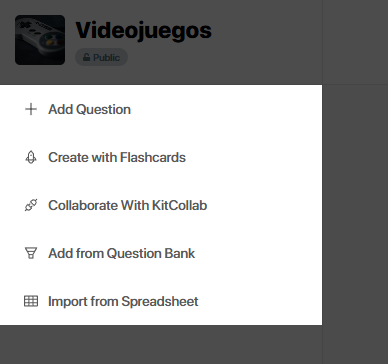 Videojuegos
Public
Add Question
Create with Flashcards
Collaborate With KitCollab
Add from Question Bank
Import from Spreadsheet